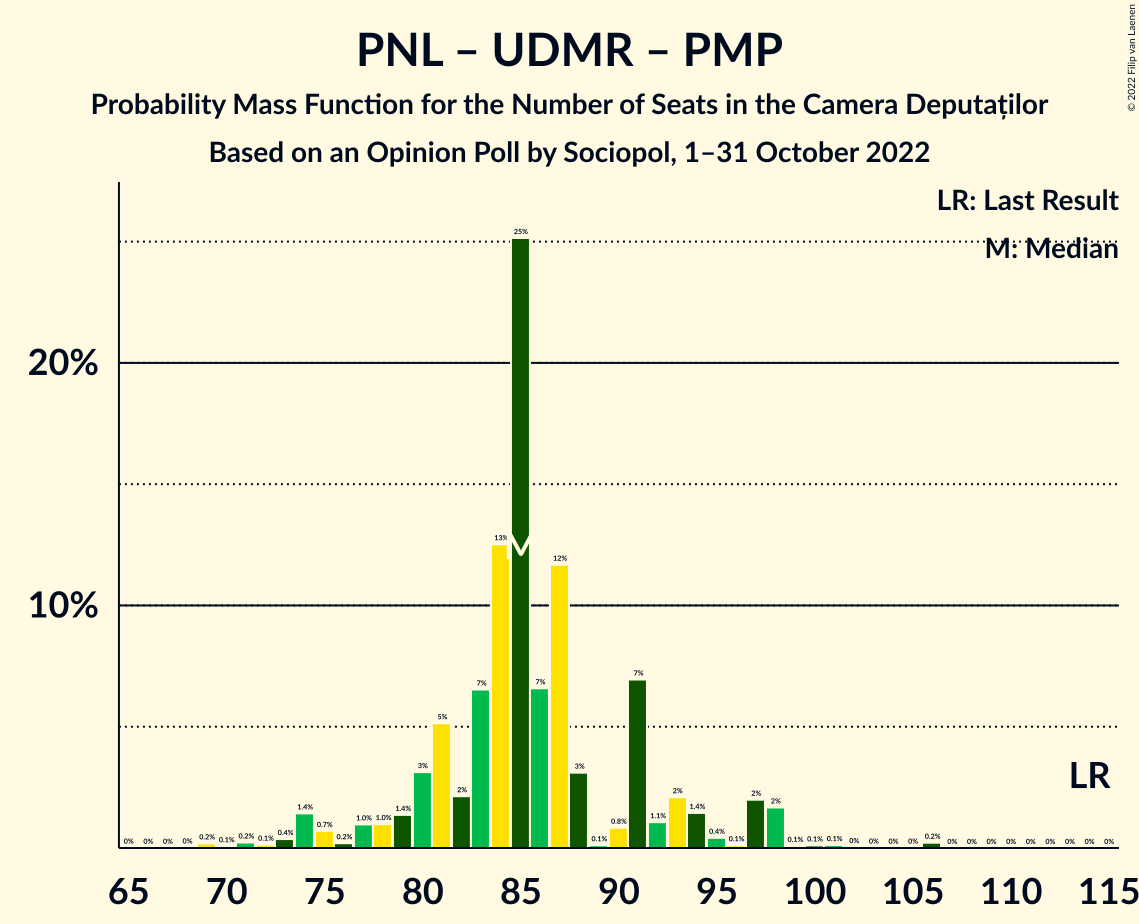 PNL – UDMR – PMP
Probability Mass Function for the Number of Seats in the Camera Deputaților
Based on an Opinion Poll by Sociopol, 1–31 October 2022
© 2022 Filip van Laenen
LR: Last Result
M: Median
20%
10%
0% 0% 0% 0% 0.2% 0.1% 0.2% 0.1% 0.4% 1.4% 0.7% 0.2% 1.0% 1.0% 1.4% 3% 5% 2% 7% 13% 25% 7% 12% 3% 0.1% 0.8% 7% 1.1% 2% 1.4% 0.4% 0.1% 2% 2% 0.1% 0.1% 0.1% 0% 0% 0% 0% 0.2% 0% 0% 0% 0% 0% 0% 0% 0% 0%
M
LR
65 70 75 80 85 90 95 100 105 110 115